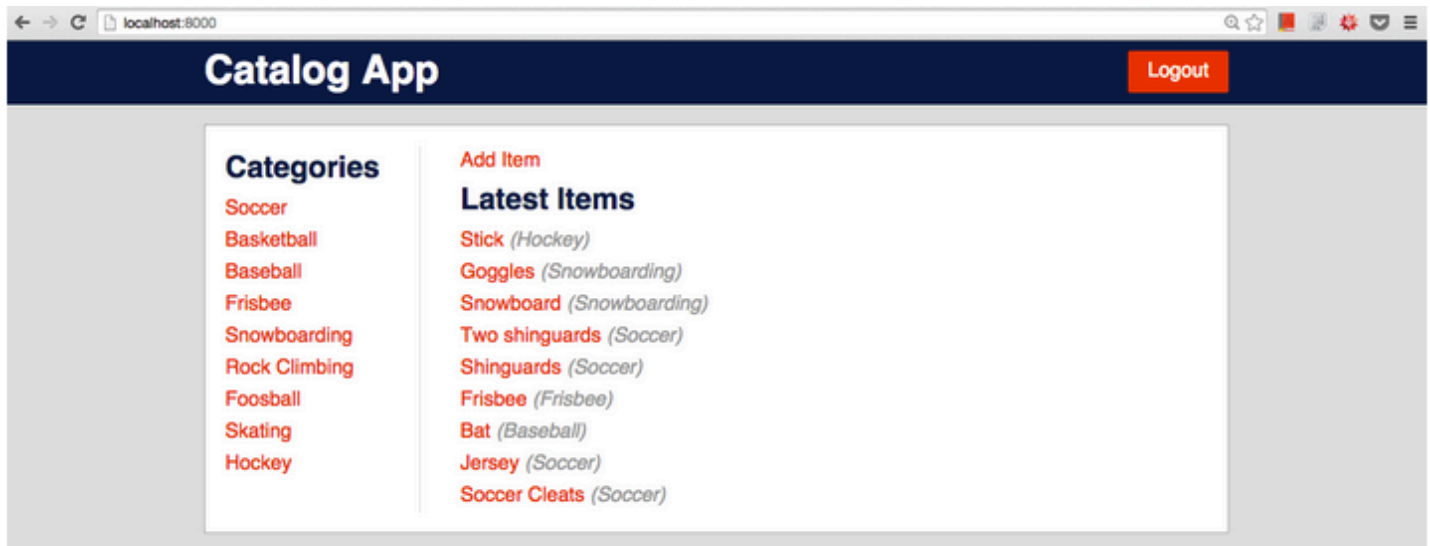 localhost:8000
Catalog App
Logout
Categories
Soccer
Basketball
Baseball
Frisbee
Snowboarding
Rock Climbing
Foosball
Skating
Hockey
Add Item
Latest Items
Stick (Hockey)
Goggles (Snowboarding)
Snowboard (Snowboarding)
Two shinguards (Soccer)
Shinguards (Soccer)
Frisbee (Frisbee)
Bat (Baseball)
Jersey (Soccer)
Soccer Cleats (Soccer)